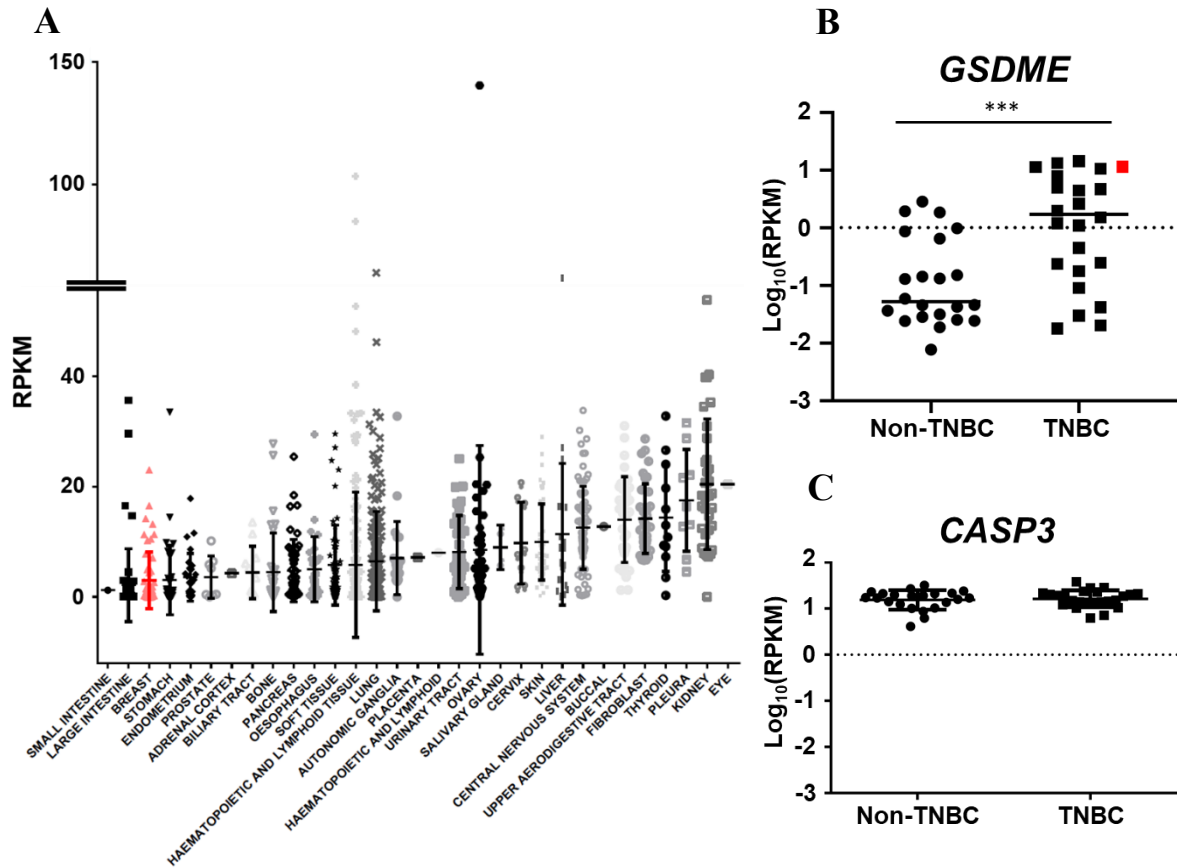 A
150
100
40
20
0
RPKM
SMALL INTESTINE
LARGE INTESTINE
BREAST
STOMACH
ENDOMETRIUM
PROSTATE
ADRENAL CORTEX
BILIARY TRACT
BONE
PANCREAS
OESOPHAGUS
SOFT TISSUE
HAEMATOPOIETIC AND LYMPHOID TISSUE
LUNG
AUTONOMIC GANGLIA
PLACENTA
HAEMATOPOIETIC AND LYMPHOID
URINARY TRACT
OVARY
SALIVARY GLAND
CERVIX
SKIN
LIVER
CENTRAL NERVOUS SYSTEM
BUCCAL
UPPER AERODIGESTIVE TRACT
FIBROBLAST
THYROID
PLEURA
KIDNEY
EYE
B
GSDME
***
2
1
0
-1
-2
-3
Log10(RPKM)
Non-TNBC TNBC
C
CASP3
2
1
0
-1
-2
-3
Log10(RPKM)
Non-TNBC TNBC